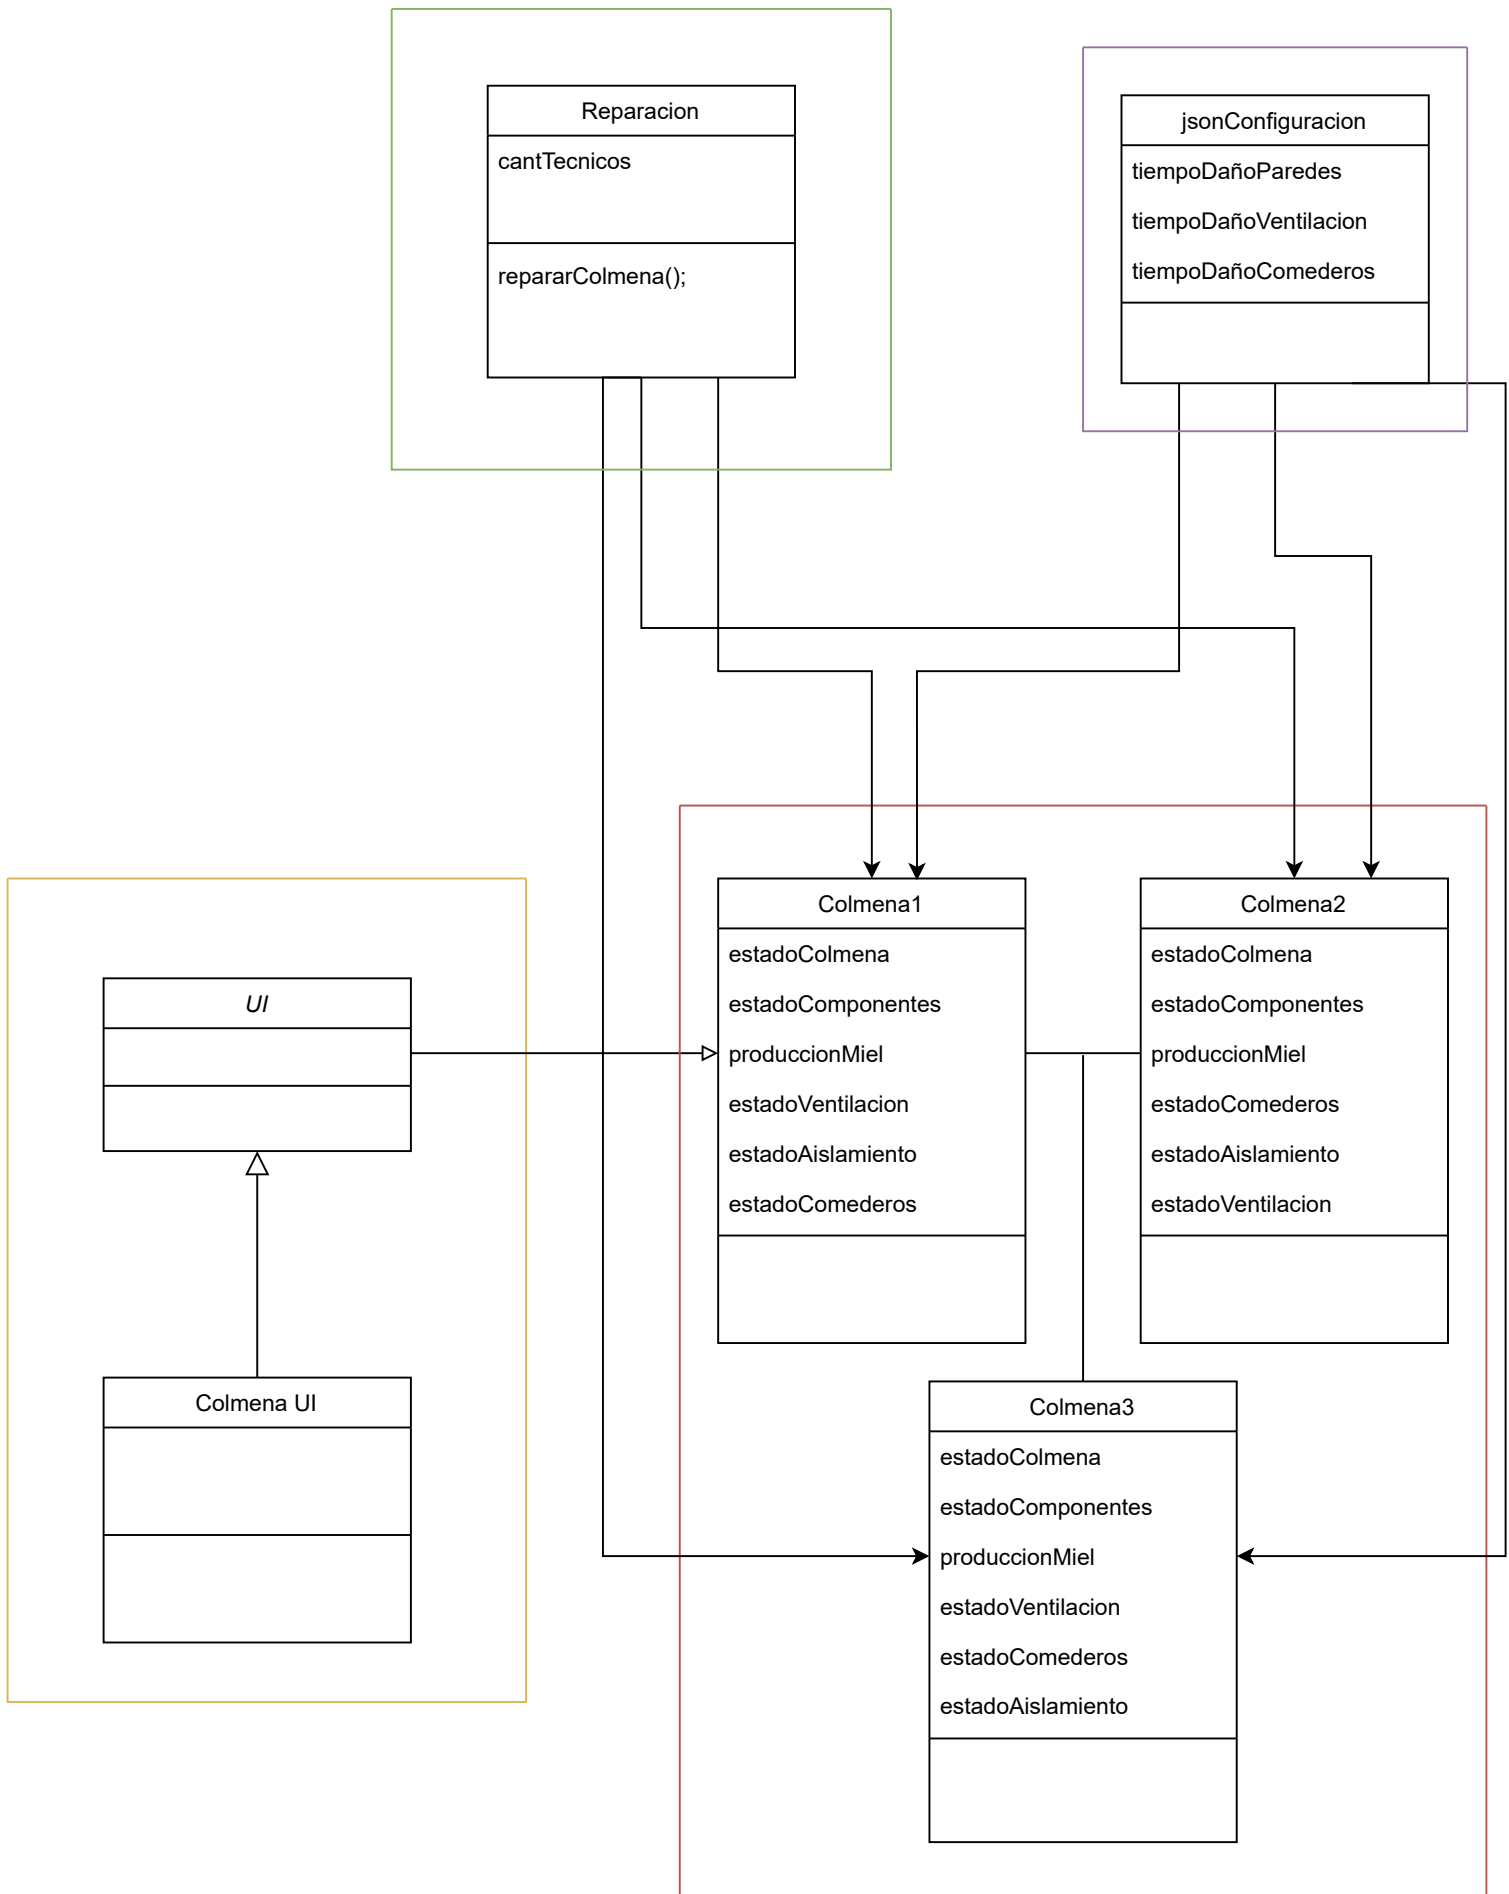 Reparacion
cantTecnicos
repararColmena();
jsonConfiguracion
tiempoDañoParedes
tiempoDañoVentilacion
tiempoDañoComederos
UI
Colmena UI
Colmena1
estadoColmena
estadoComponentes
produccionMiel
estadoVentilacion
estadoAislamiento
estadoComederos
Colmena2
estadoColmena
estadoComponentes
produccionMiel
estadoComederos
estadoAislamiento
estadoVentilacion
Colmena3
estadoColmena
estadoComponentes
produccionMiel
estadoVentilacion
estadoComederos
estadoAislamiento